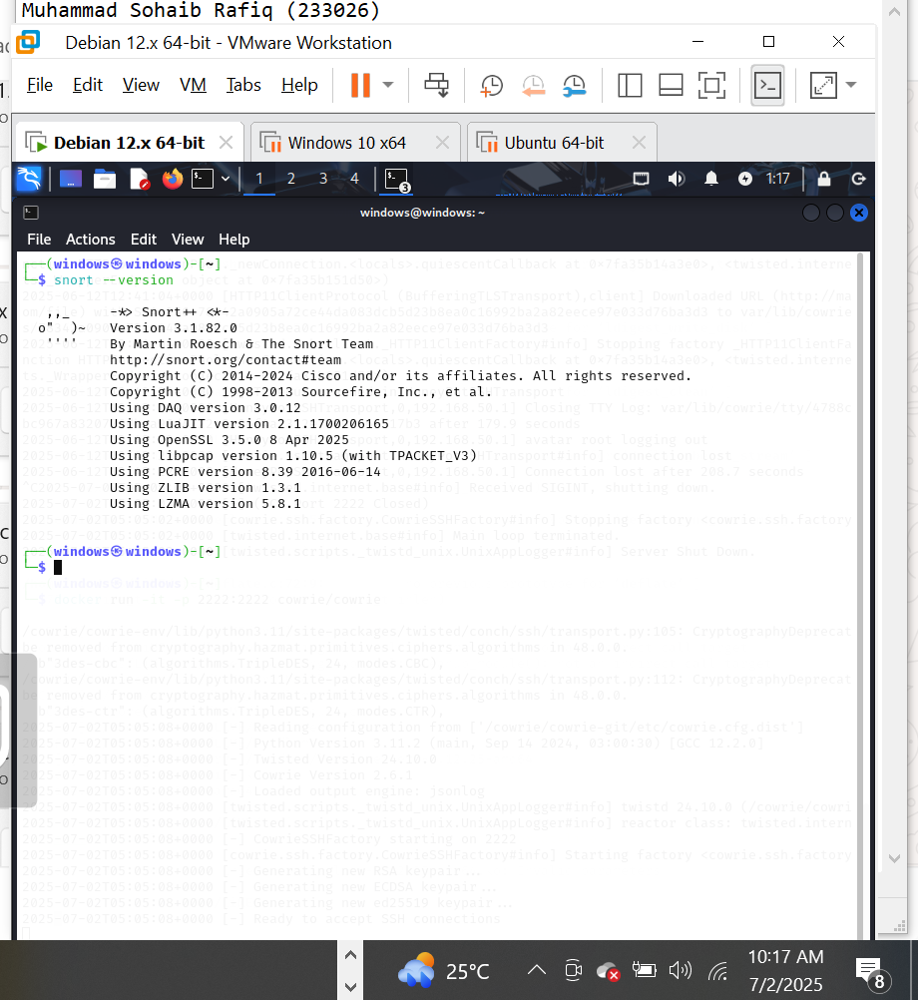 Muhammad Sohaib Rafiq (233026)
Debian 12.x 64-bit - VMware Workstation
File Edit View VM Tabs Help
Debian 12.x 64-bit Windows 10 x64 Ubuntu 64-bit
1 2 3 4 3 1:17
windows@windows: ~
File Actions Edit View Help
┌──(windows㉿windows)-[~]
└─$ snort --version
,,_ -*> Snort++ <*-
o" )~ Version 3.1.82.0
'''' By Martin Roesch & The Snort Team
http://snort.org/contact#team
Copyright (C) 2014-2024 Cisco and/or its affiliates. All rights reserved.
Copyright (C) 1998-2013 Sourcefire, Inc., et al.
Using DAQ version 3.0.12
Using LuaJIT version 2.1.1700206165
Using OpenSSL 3.5.0 8 Apr 2025
Using libpcap version 1.10.5 (with TPACKET_V3)
Using PCRE version 8.39 2016-06-14
Using ZLIB version 1.3.1
Using LZMA version 5.8.1
┌──(windows㉿windows)-[~]
└─$
/cowrie/cowrie-env/lib/python3.11/site-packages/twisted/conch/ssh/transport.py:105: CryptographyDeprecat
be removed from cryptography.hazmat.primitives.ciphers.algorithms in 48.0.0.
b"3des-cbc": (algorithms.TripleDES, 24, modes.CBC),
/cowrie/cowrie-env/lib/python3.11/site-packages/twisted/conch/ssh/transport.py:112: CryptographyDeprecat
be removed from cryptography.hazmat.primitives.ciphers.algorithms in 48.0.0.
b"3des-ctr": (algorithms.TripleDES, 24, modes.CTR),
2025-07-02T05:05:08+0000 [-] Reading configuration from ['/cowrie/cowrie-git/etc/cowrie.cfg.dist']
2025-07-02T05:05:08+0000 [-] Python Version 3.11.2 (main, Sep 14 2024, 03:00:30) [GCC 12.2.0]
2025-07-02T05:05:08+0000 [-] Twisted Version 24.10.0
2025-07-02T05:05:08+0000 [-] Cowrie Version 2.6.1
2025-07-02T05:05:08+0000 [-] Loaded output engine: jsonlog
2025-07-02T05:05:08+0000 [twisted.scripts._twistd_unix.UnixAppLogger#info] twistd 24.10.0 (/cowrie/cowri
2025-07-02T05:05:08+0000 [twisted.scripts._twistd_unix.UnixAppLogger#info] reactor class: twisted.intern
2025-07-02T05:05:08+0000 [-] CowrieSSHFactory starting on 2222
2025-07-02T05:05:08+0000 [cowrie.ssh.factory.CowrieSSHFactory#info] Starting factory <cowrie.ssh.factory
2025-07-02T05:05:08+0000 [-] Generating new RSA keypair...
2025-07-02T05:05:08+0000 [-] Generating new ECDSA keypair...
2025-07-02T05:05:08+0000 [-] Generating new ed25519 keypair...
2025-07-02T05:05:08+0000 [-] Ready to accept SSH connections
25°C 10:17 AM
7/2/2025 8